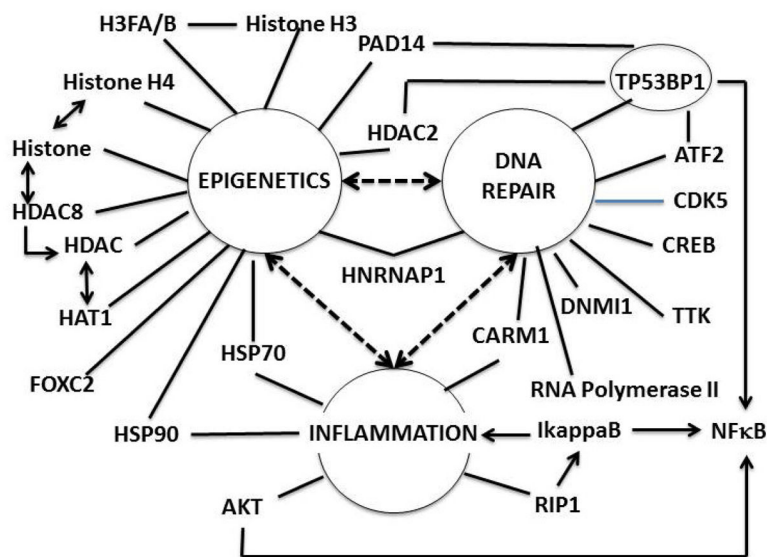 H3FA/B
Histone H3
PAD14
Histone H4
TP53BP1
HDAC2
Histone
ATF2
EPIGENETICS
DNA
REPAIR
CDK5
HDAC8
HDAC
CREB
HNRNAP1
DNMI1
HAT1
TTK
CARM1
HSP70
FOXC2
RNA Polymerase II
HSP90
INFLAMMATION
IkappaB
NFκB
AKT
RIP1